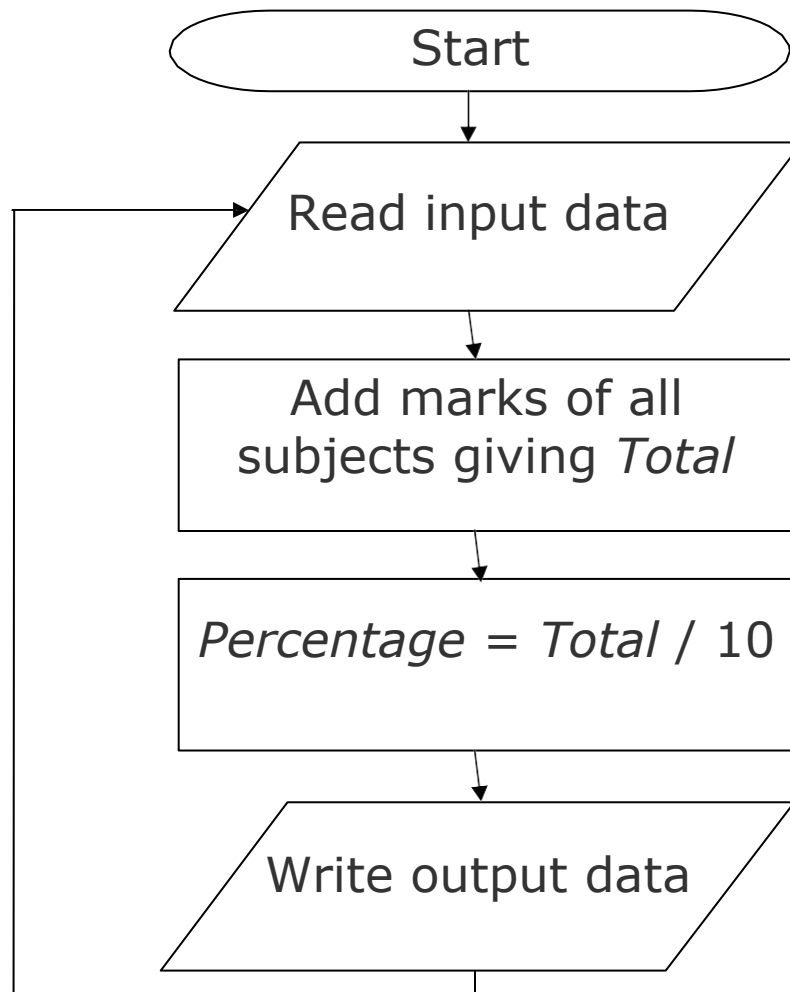 Start
Read input data
Add marks of all
subjects giving Total
Percentage = Total / 10
Write output data